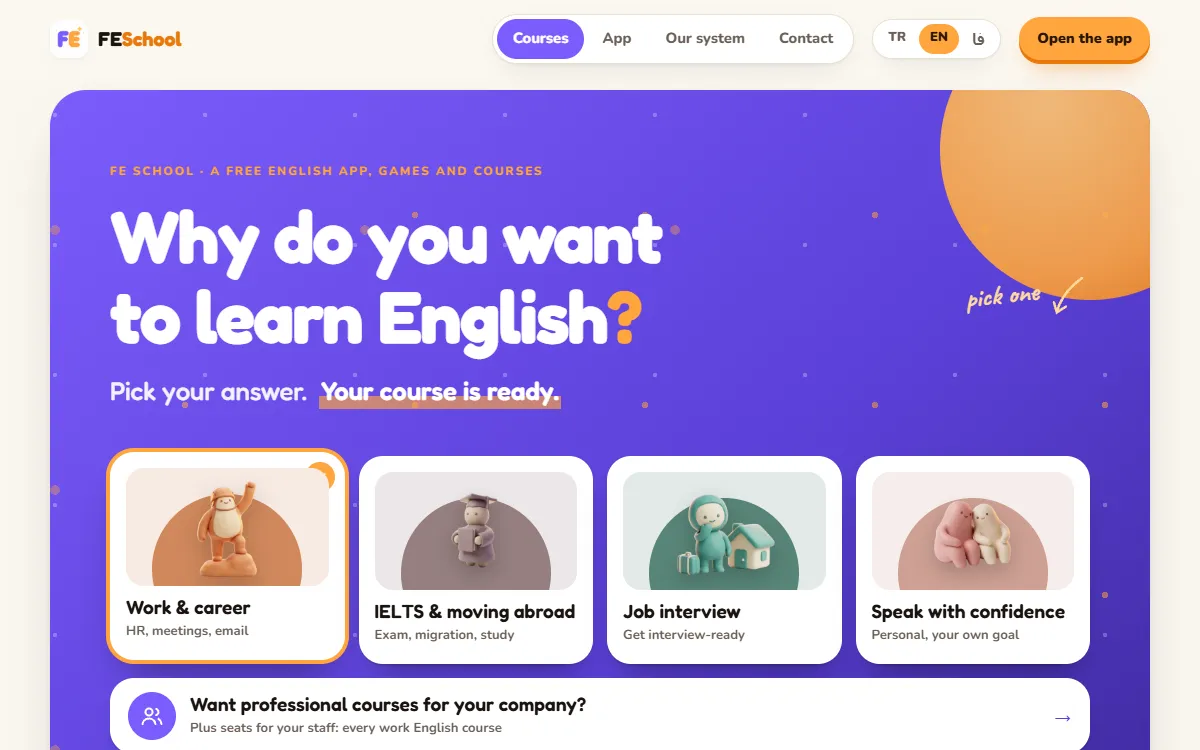 FE FESchool
Courses App Our system Contact
TR EN فا
Open the app
FE SCHOOL · A FREE ENGLISH APP, GAMES AND COURSES
Why do you want
to learn English?
pick one
Pick your answer. Your course is ready.
Work & career
HR, meetings, email
IELTS & moving abroad
Exam, migration, study
Job interview
Get interview-ready
Speak with confidence
Personal, your own goal
Want professional courses for your company?
Plus seats for your staff: every work English course
→